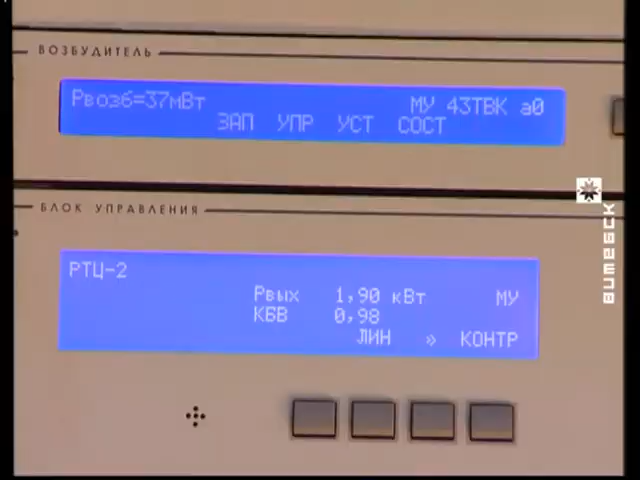 ВОЗБУДИТЕЛЬ
Рвозб=37мВт МУ 43ТВК а0
ЗАП УПР УСТ СОСТ
БЛОК УПРАВЛЕНИЯ
РТЦ-2
Рвых 1,90 кВт МУ
КБВ 0,98
ЛИН » КОНТР
витебск